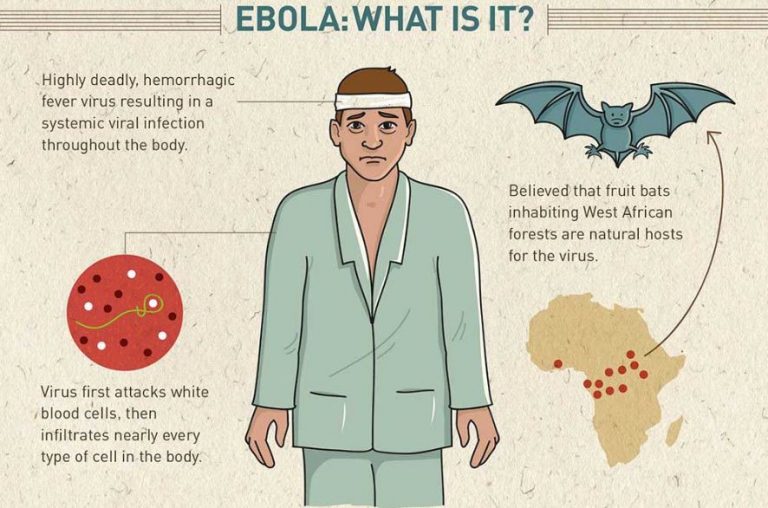 EBOLA: WHAT IS IT?
Highly deadly, hemorrhagic
fever virus resulting in a
systemic viral infection
throughout the body.
Believed that fruit bats
inhabiting West African
forests are natural hosts
for the virus.
Virus first attacks white
blood cells, then
infiltrates nearly every
type of cell in the body.